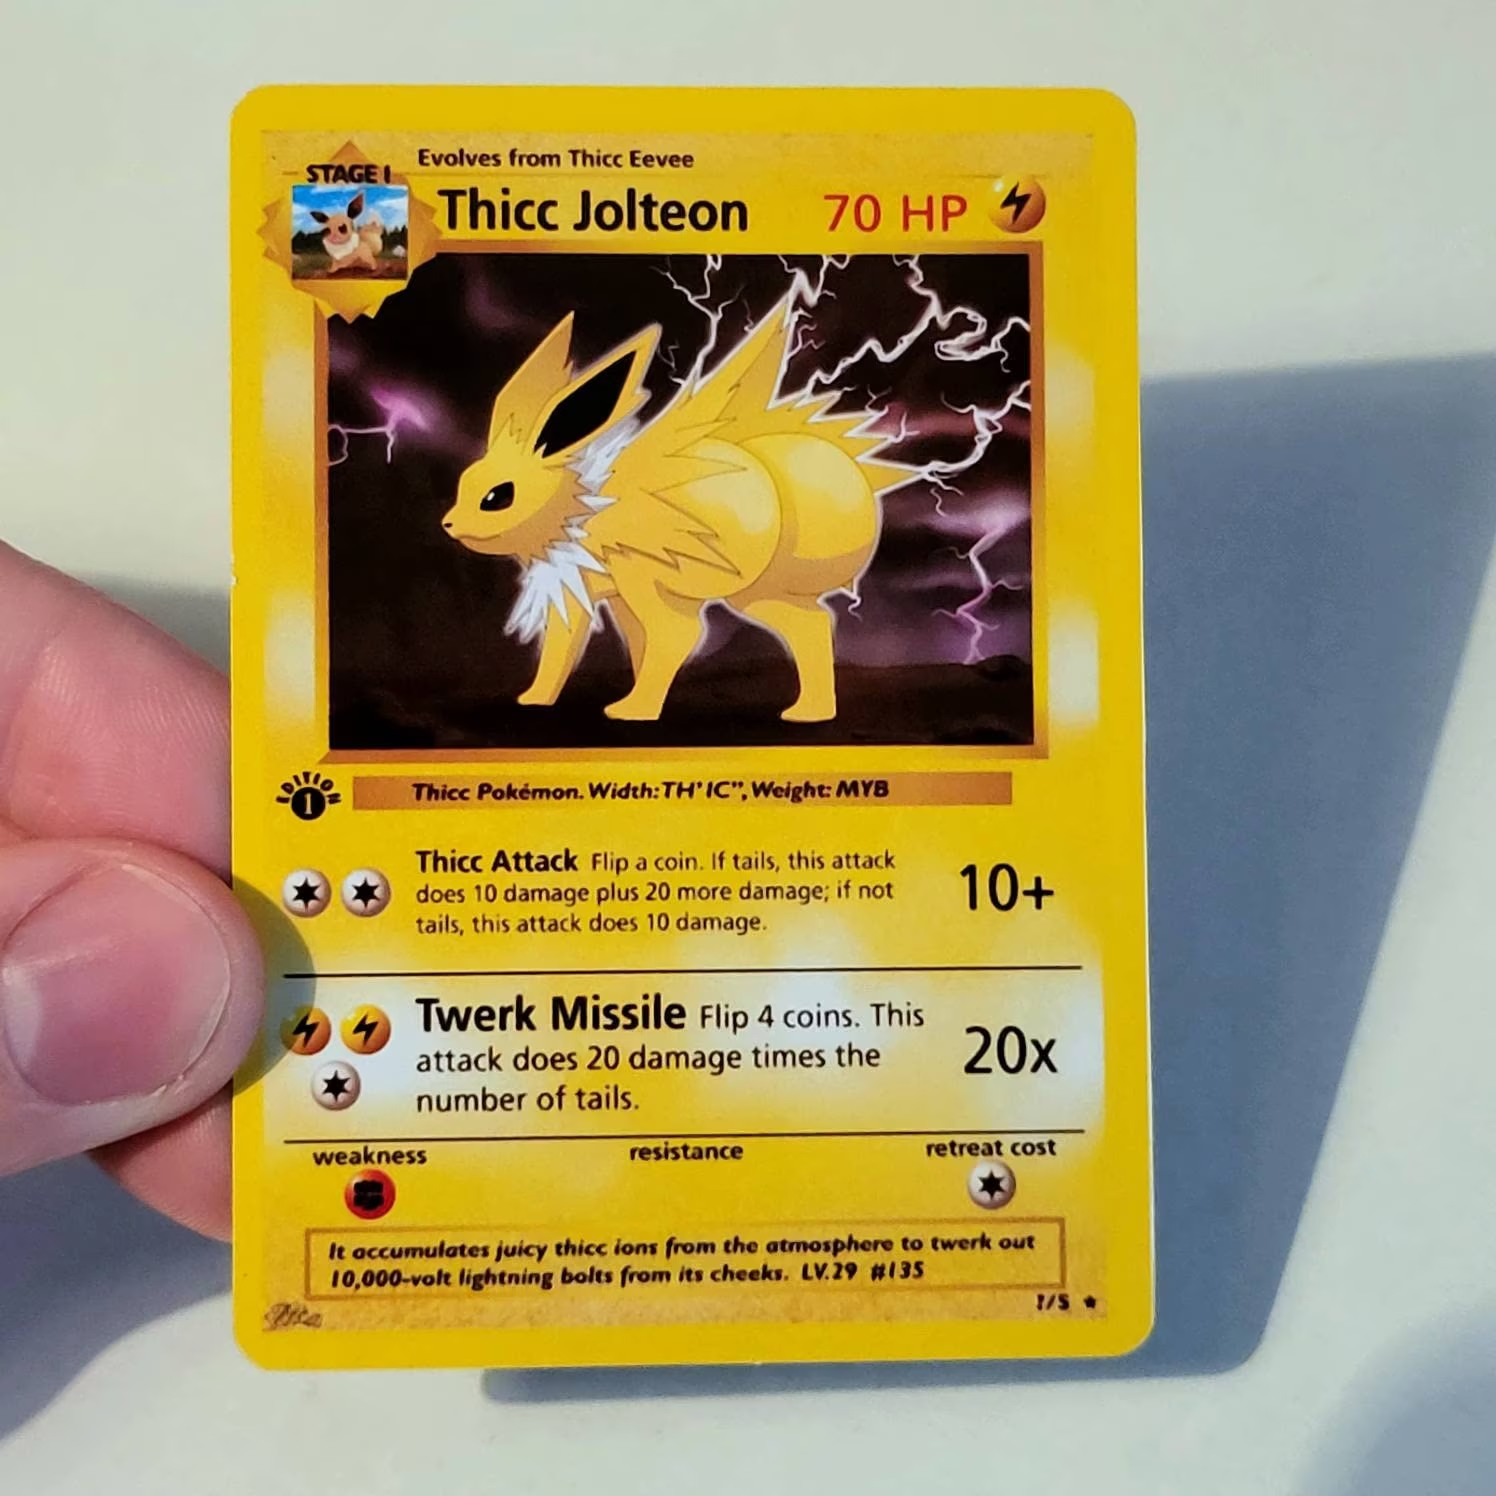 Evolves from Thicc Eevee
STAGE 1
Thicc Jolteon 70 HP
EDITION
1
Thicc Pokémon. Width: TH' IC", Weight: MYB
Thicc Attack Flip a coin. If tails, this attack
does 10 damage plus 20 more damage; if not
tails, this attack does 10 damage.
10+
Twerk Missile Flip 4 coins. This
attack does 20 damage times the
number of tails.
20x
weakness resistance retreat cost
It accumulates juicy thicc ions from the atmosphere to twerk out
10,000-volt lightning bolts from its cheeks. LV.29 #135